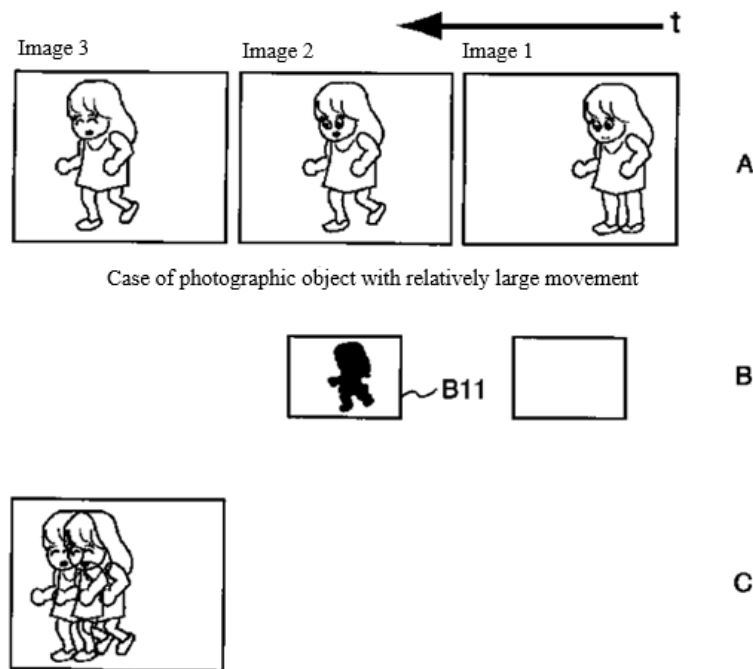 t
Image 3 Image 2 Image 1
A
Case of photographic object with relatively large movement
B11
B
C